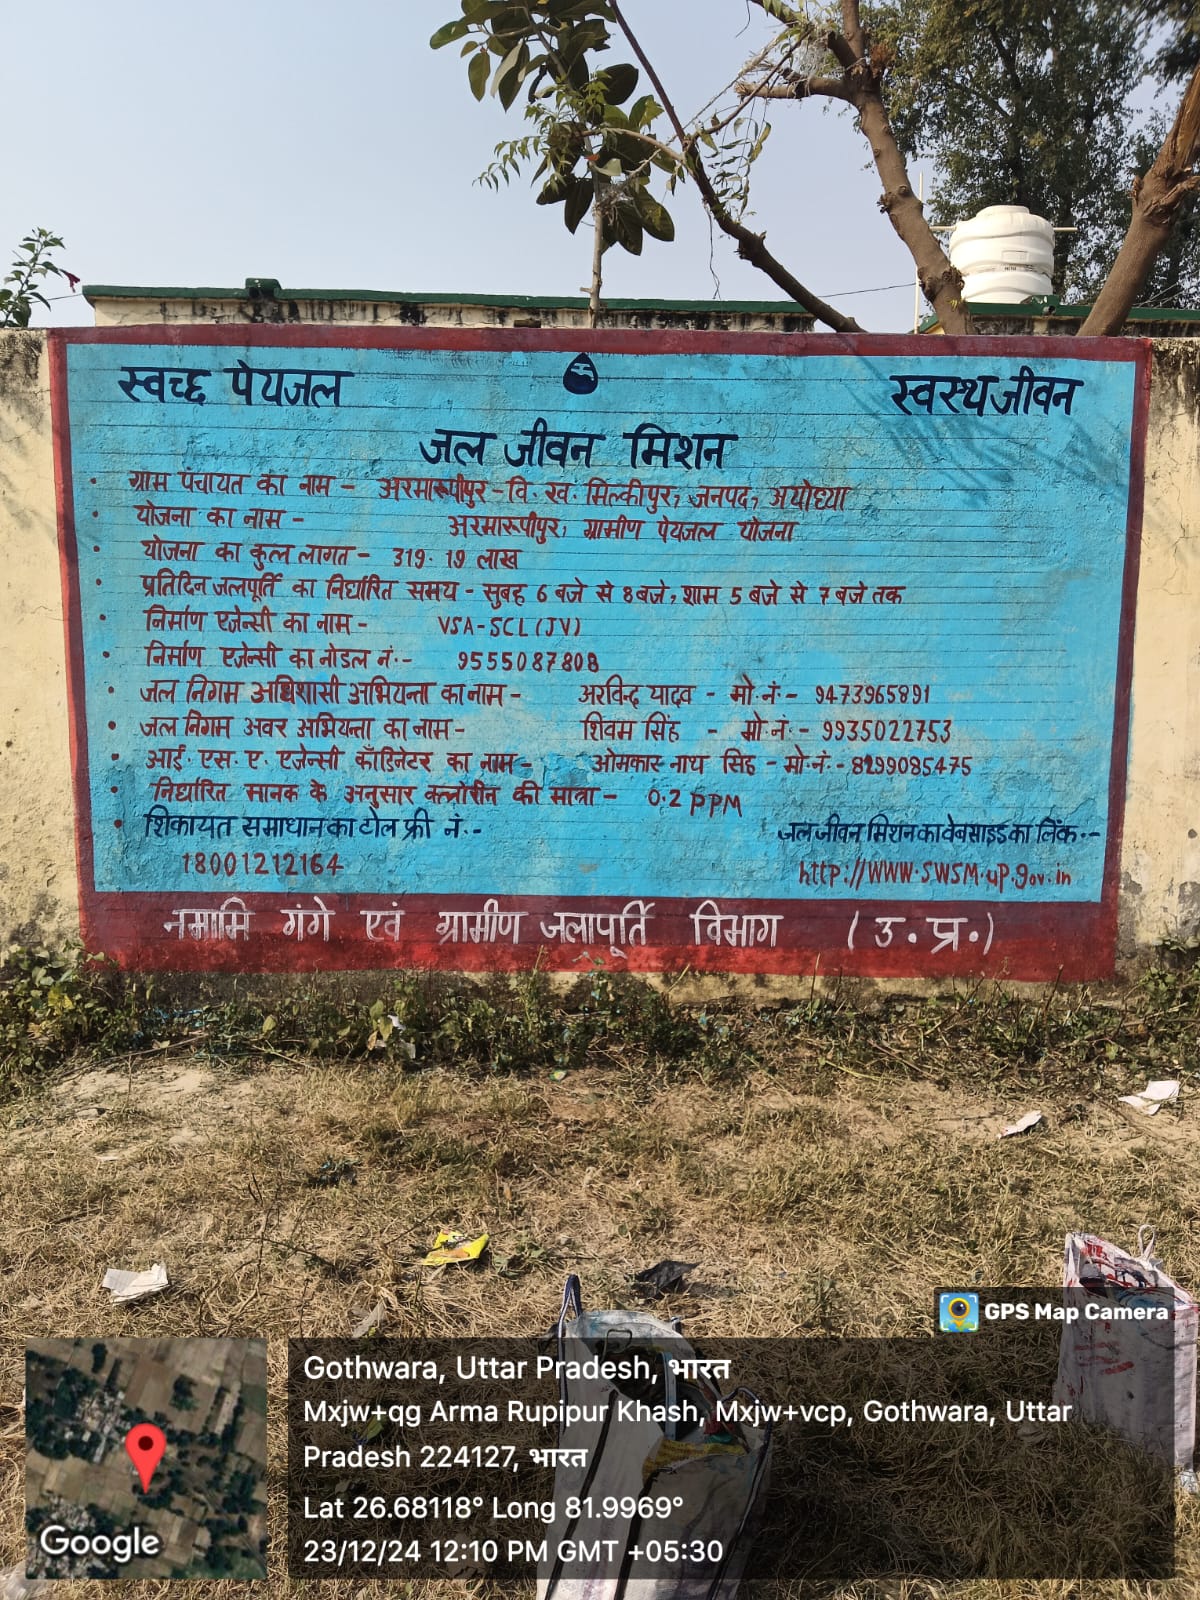 स्वच्छ पेयजल
स्वस्थ जीवन
जल जीवन मिशन
ग्राम पंचायत का नाम - अरमारूपीपुर - वि. ख. मिल्कीपुर, जनपद, अयोध्या
योजना का नाम - अरमारूपीपुर, ग्रामीण पेयजल योजना
योजना का कुल लागत - 319.19 लाख
प्रतिदिन जलपूर्ति का निर्धारित समय - सुबह 6 बजे से 8 बजे, शाम 5 बजे से 7 बजे तक
निर्माण एजेन्सी का नाम - VSA-SCL(JV)
निर्माण एजेन्सी का नोडल नं.- 9555087808
जल निगम अधिशासी अभियन्ता का नाम - अरविन्द यादव - मो.नं.- 9473965891
जल निगम अवर अभियन्ता का नाम - शिवम सिंह - मो.नं.- 9935022753
आई. एस. ए. एजेन्सी कॉडिनेटर का नाम - ओमकार नाथ सिंह - मो.नं.- 8299085475
निर्धारित मानक के अनुसार क्लोरीन की मात्रा - 0.2 PPM
शिकायत समाधान का टोल फ्री नं.-
18001212164
जल जीवन मिशन का वेबसाइड का लिंक.-
http://WWW.SWSM.uP.gov.in
नमामि गंगे एवं ग्रामीण जलापूर्ति विभाग (उ.प्र.)
GPS Map Camera
Gothwara, Uttar Pradesh, भारत
Mxjw+qg Arma Rupipur Khash, Mxjw+vcp, Gothwara, Uttar
Pradesh 224127, भारत
Lat 26.68118° Long 81.9969°
23/12/24 12:10 PM GMT +05:30
Google